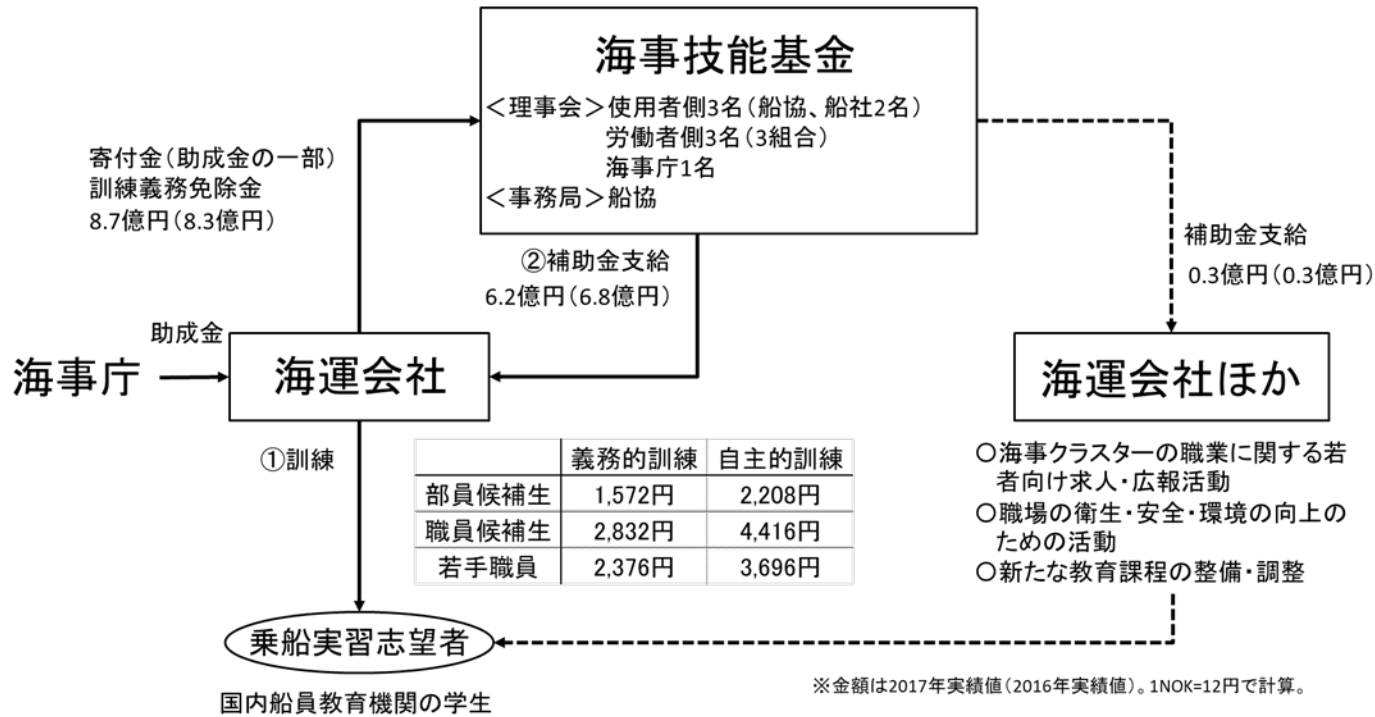 海事技能基金
＜理事会＞使用者側3名（船協、船社2名）
労働者側3名（3組合）
海事庁1名
＜事務局＞船協
寄付金（助成金の一部）
訓練義務免除金
8.7億円（8.3億円）
②補助金支給
6.2億円（6.8億円）
補助金支給
0.3億円（0.3億円）
海事庁
助成金
海運会社
海運会社ほか
①訓練
義務的訓練 自主的訓練
部員候補生 1,572円 2,208円
職員候補生 2,832円 4,416円
若手職員 2,376円 3,696円
○海事クラスターの職業に関する若
者向け求人・広報活動
○職場の衛生・安全・環境の向上の
ための活動
○新たな教育課程の整備・調整
乗船実習志望者
国内船員教育機関の学生
※金額は2017年実績値（2016年実績値）。1NOK=12円で計算。